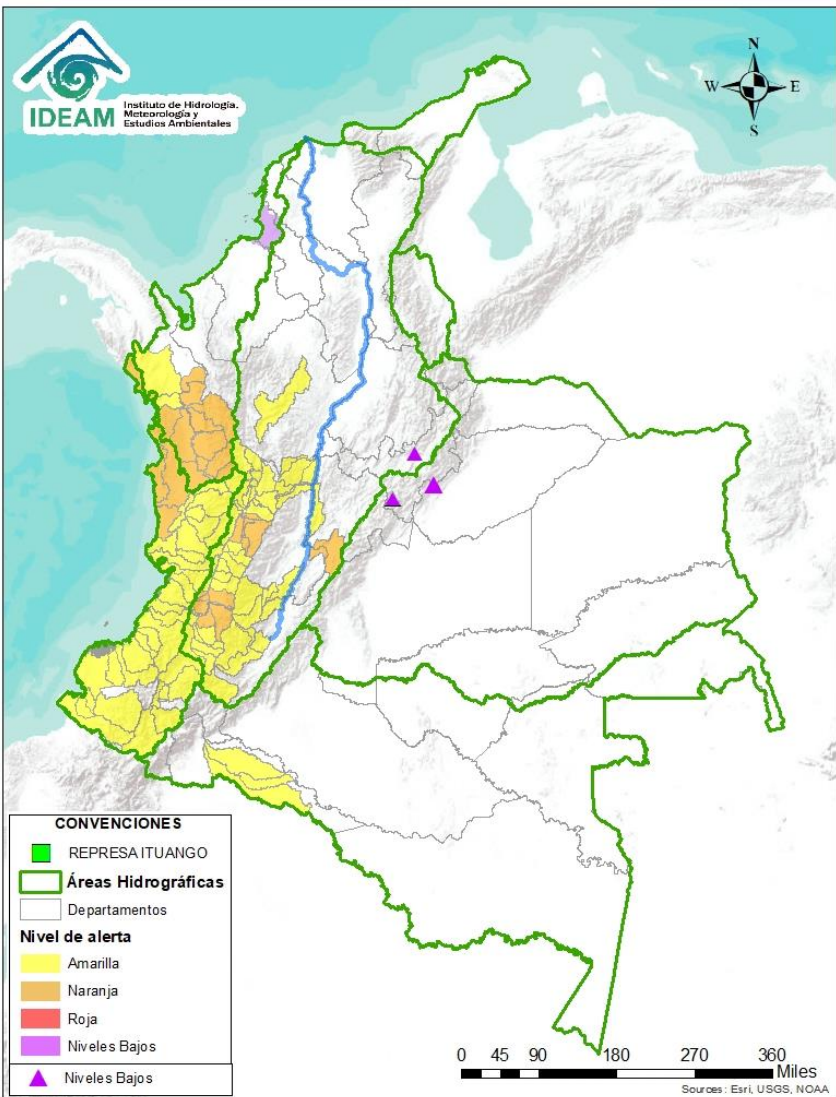 IDEAM
Instituto de Hidrología,
Meteorología y
Estudios Ambientales
N
W
E
S
CONVENCIONES
REPRESA ITUANGO
Áreas Hidrográficas
Departamentos
Nivel de alerta
Amarilla
Naranja
Roja
Niveles Bajos
Niveles Bajos
0 45 90 180 270 360
Miles
Sources: Esri, USGS, NOAA